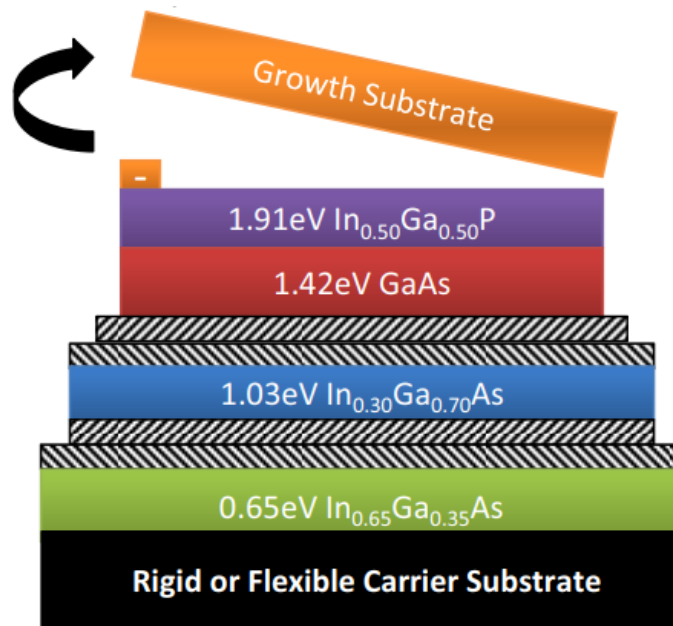 Growth Substrate
-
1.91eV In₀.₅₀Ga₀.₅₀P
1.42eV GaAs
1.03eV In₀.₃₀Ga₀.₇₀As
0.65eV In₀.₆₅Ga₀.₃₅As
Rigid or Flexible Carrier Substrate